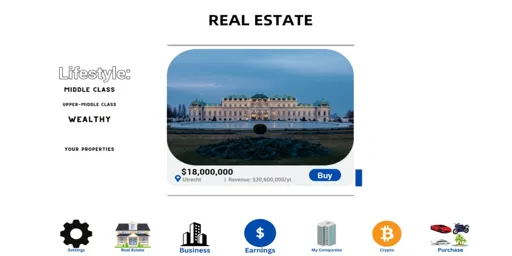 REAL ESTATE
Lifestyle:
MIDDLE CLASS
UPPER-MIDDLE CLASS
WEALTHY
YOUR PROPERTIES
$18,000,000
Utrecht | Revenue: $30,600,000/yr.
Buy
Settings
Real Estate
Business
$
Earnings
My Companies
Crypto
Purchase